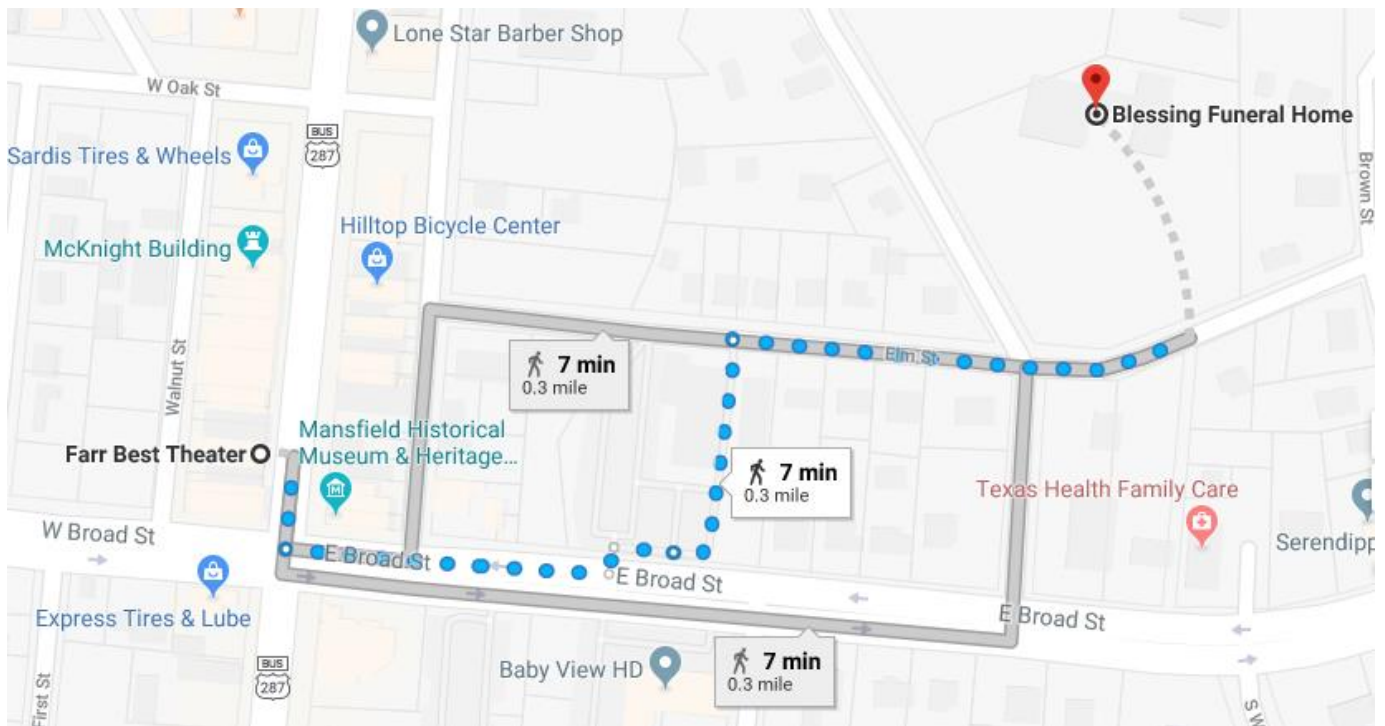 Lone Star Barber Shop
W Oak St
BUS
287
Sardis Tires & Wheels
Blessing Funeral Home
Brown St
McKnight Building
Hilltop Bicycle Center
Walnut St
7 min
0.3 mile
Elm St
Farr Best Theater
Mansfield Historical
Museum & Heritage...
M
7 min
0.3 mile
Texas Health Family Care
W Broad St
E Broad St
E Broad St
E Broad St
Serendipp
Express Tires & Lube
BUS
287
Baby View HD
7 min
0.3 mile
First St
S W